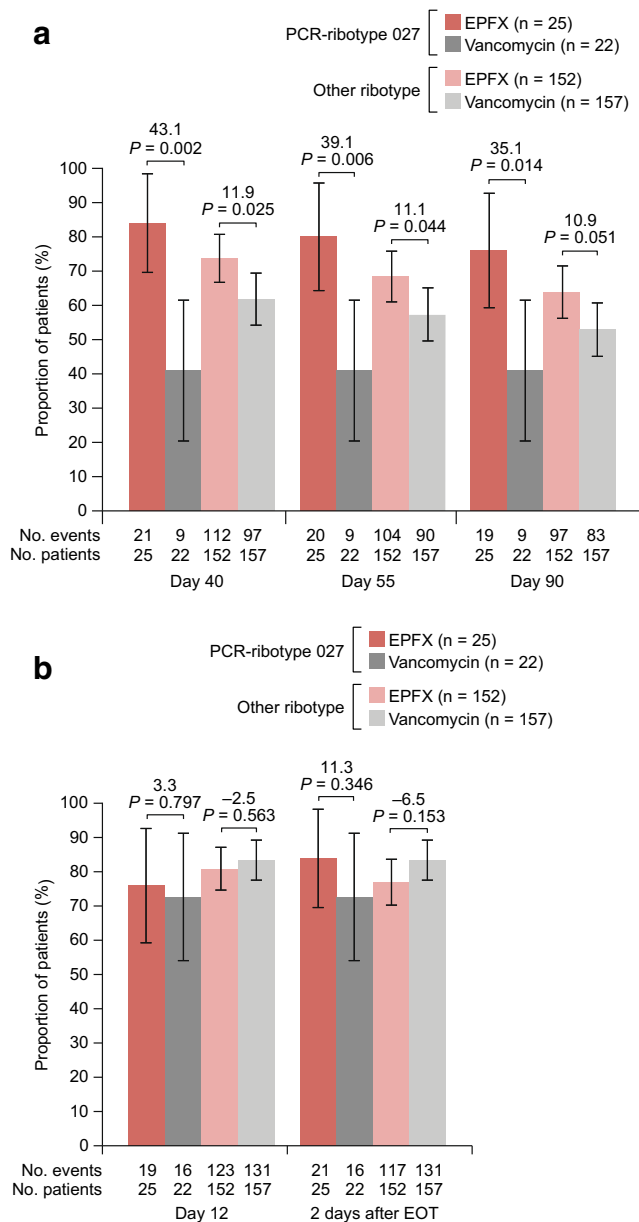 a
PCR-ribotype 027
EPFX (n = 25)
Vancomycin (n = 22)
Other ribotype
EPFX (n = 152)
Vancomycin (n = 157)
43.1
P = 0.002
11.9
P = 0.025
39.1
P = 0.006
11.1
P = 0.044
35.1
P = 0.014
10.9
P = 0.051
Proportion of patients (%)
100
90
80
70
60
50
40
30
20
10
0
No. events 21 9 112 97 20 9 104 90 19 9 97 83
No. patients 25 22 152 157 25 22 152 157 25 22 152 157
Day 40 Day 55 Day 90
b
PCR-ribotype 027
EPFX (n = 25)
Vancomycin (n = 22)
Other ribotype
EPFX (n = 152)
Vancomycin (n = 157)
3.3
P = 0.797
–2.5
P = 0.563
11.3
P = 0.346
–6.5
P = 0.153
Proportion of patients (%)
100
90
80
70
60
50
40
30
20
10
0
No. events 19 16 123 131 21 16 117 131
No. patients 25 22 152 157 25 22 152 157
Day 12 2 days after EOT